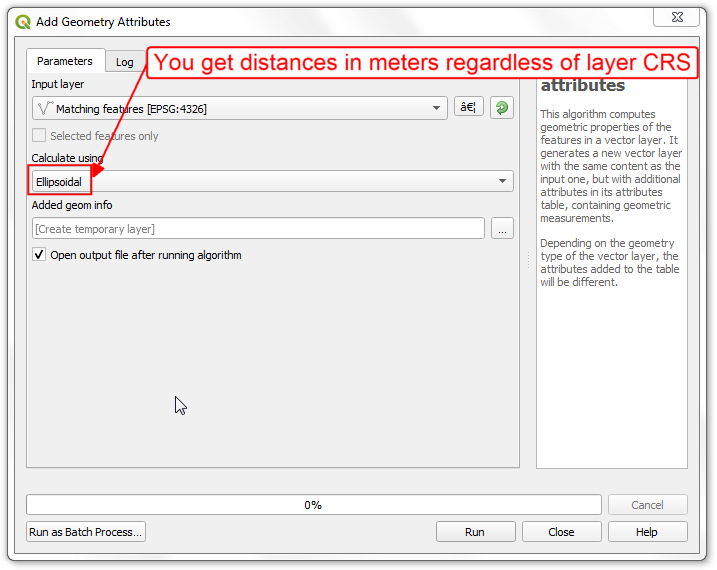 Add Geometry Attributes
Parameters
Log
You get distances in meters regardless of layer CRS
Input layer
Matching features [EPSG:4326]
…
Selected features only
Calculate using
Ellipsoidal
Added geom info
[Create temporary layer]
...
Open output file after running algorithm
attributes
This algorithm computes
geometric properties of the
features in a vector layer. It
generates a new vector layer
with the same content as the
input one, but with additional
attributes in its attributes
table, containing geometric
measurements.
Depending on the geometry
type of the vector layer, the
attributes added to the table
will be different.
0%
Cancel
Run as Batch Process...
Run
Close
Help